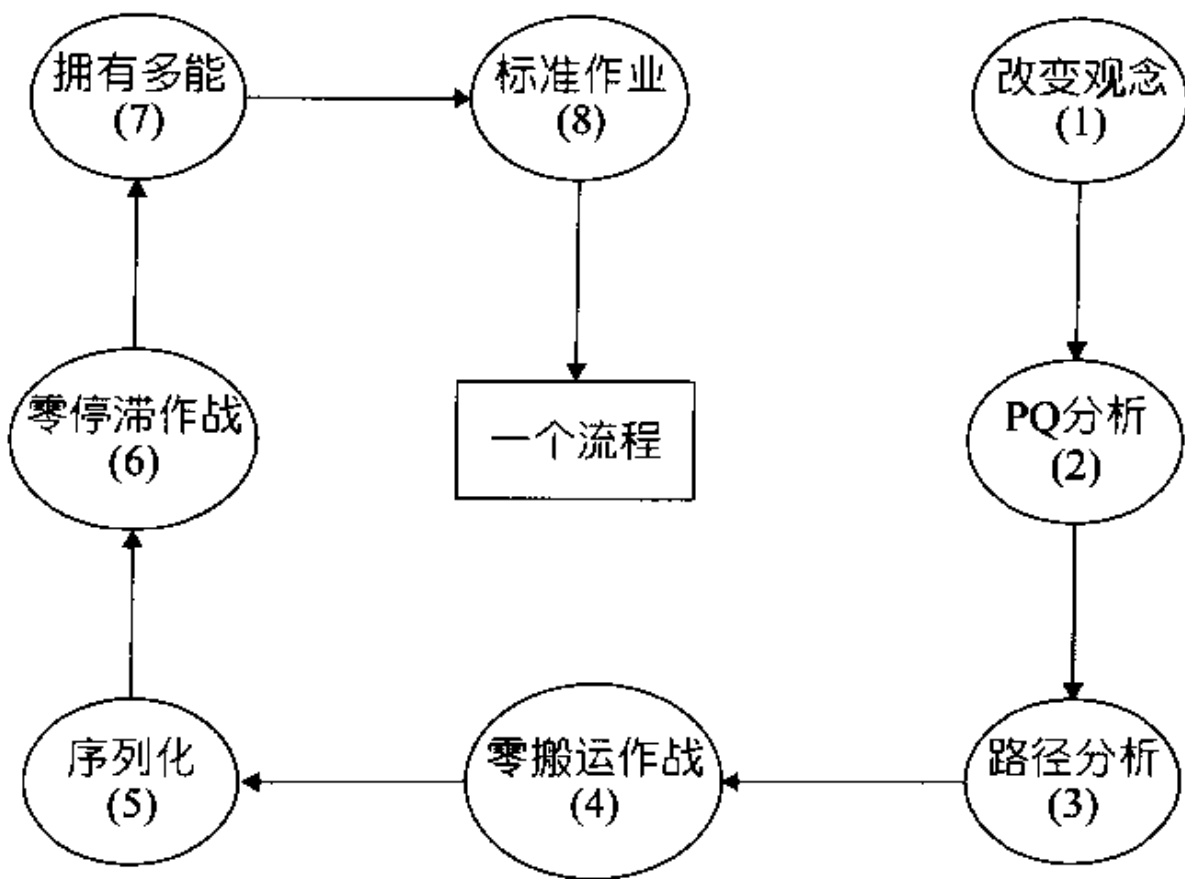 拥有多能
(7)
标准作业
(8)
改变观念
(1)
零停滞作战
(6)
一个流程
PQ分析
(2)
序列化
(5)
零搬运作战
(4)
路径分析
(3)